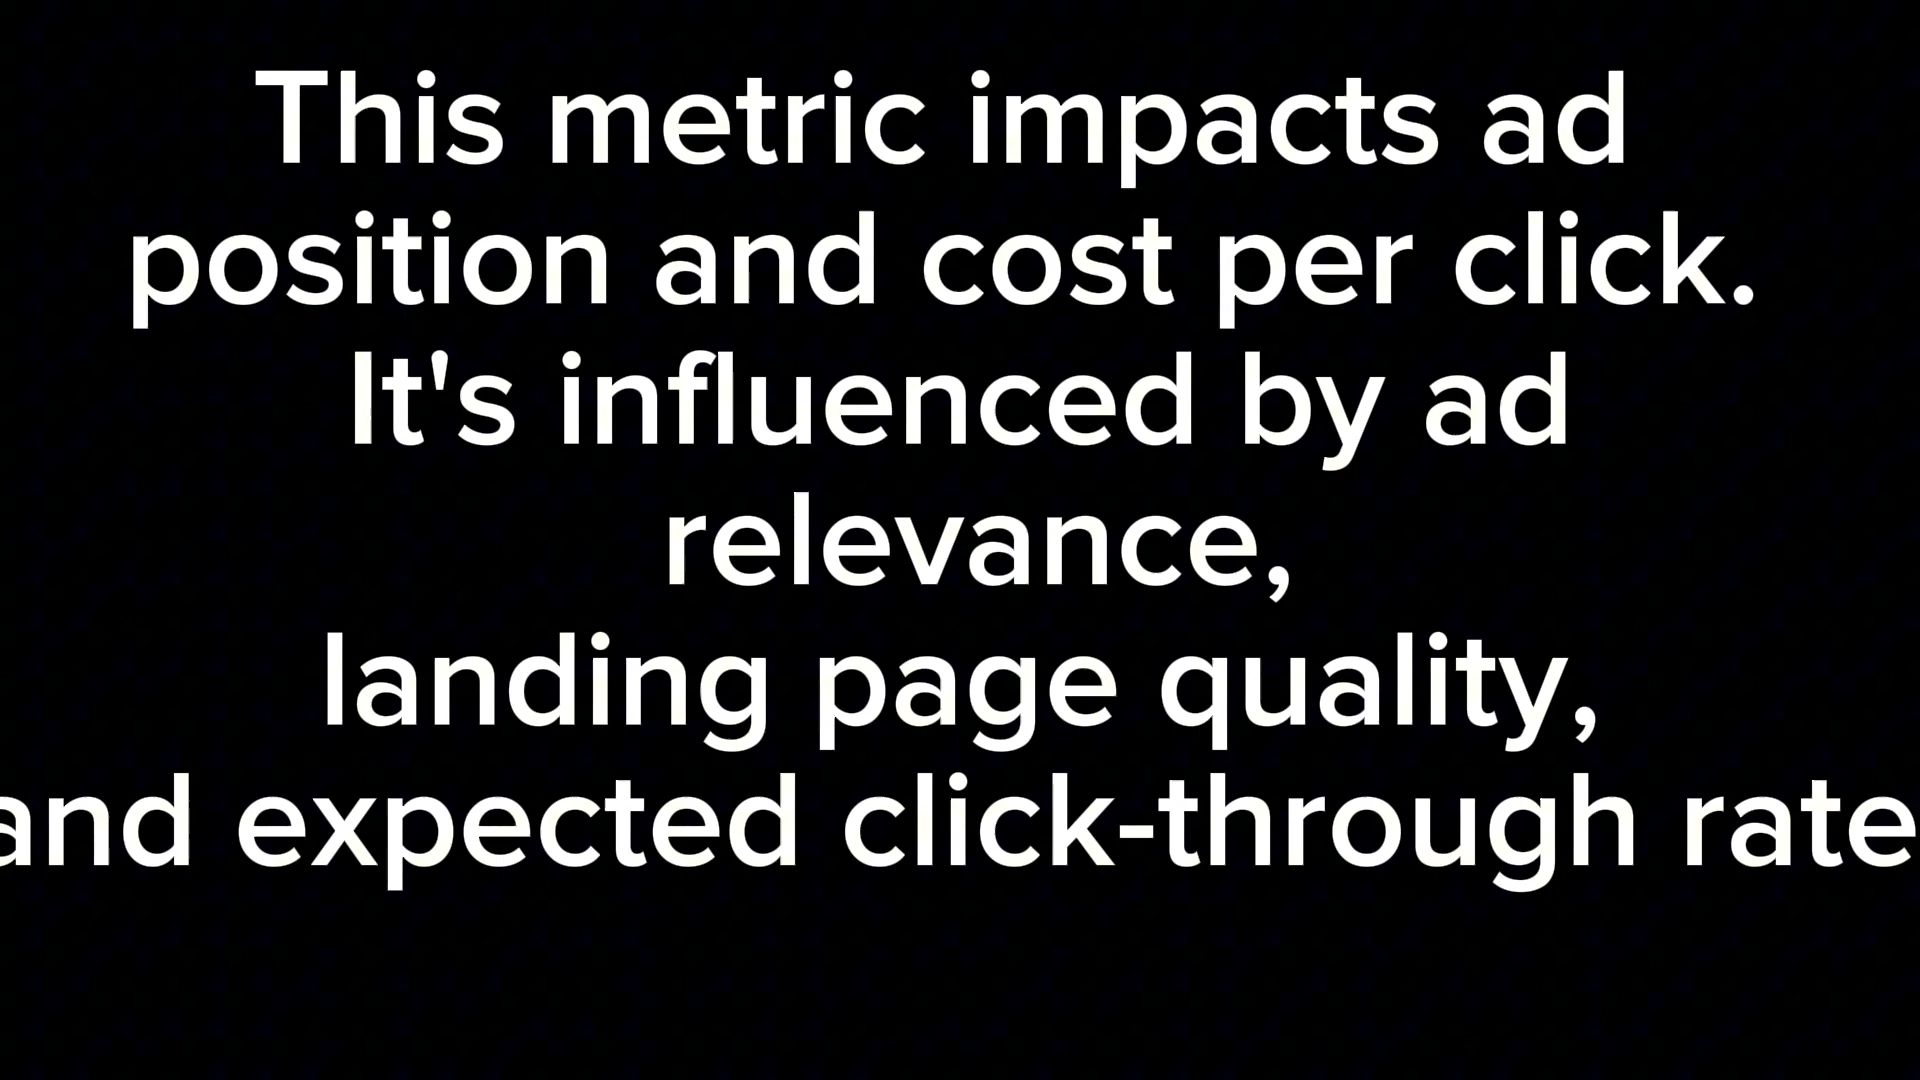 This metric impacts ad
position and cost per click.
It's influenced by ad
relevance,
landing page quality,
and expected click-through rate